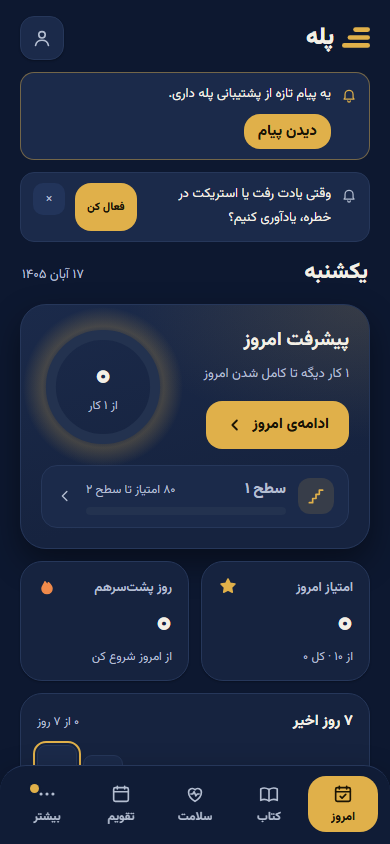 پله
یه پیام تازه از پشتیبانی پله داری.
دیدن پیام
وقتی یادت رفت یا استریکت در
خطره، یادآوری کنیم؟
فعال کن
×
یکشنبه
۱۷ آبان ۱۴۰۵
پیشرفت امروز
۱ کار دیگه تا کامل شدن امروز
ادامه‌ی امروز
۰
از ۱ کار
سطح ۱
۸۰ امتیاز تا سطح ۲
امتیاز امروز
۰
از ۱۰ · کل ۰
روز پشت‌سرهم
۰
از امروز شروع کن
۷ روز اخیر
۰ از ۷ روز
امروز
کتاب
سلامت
تقویم
بیشتر